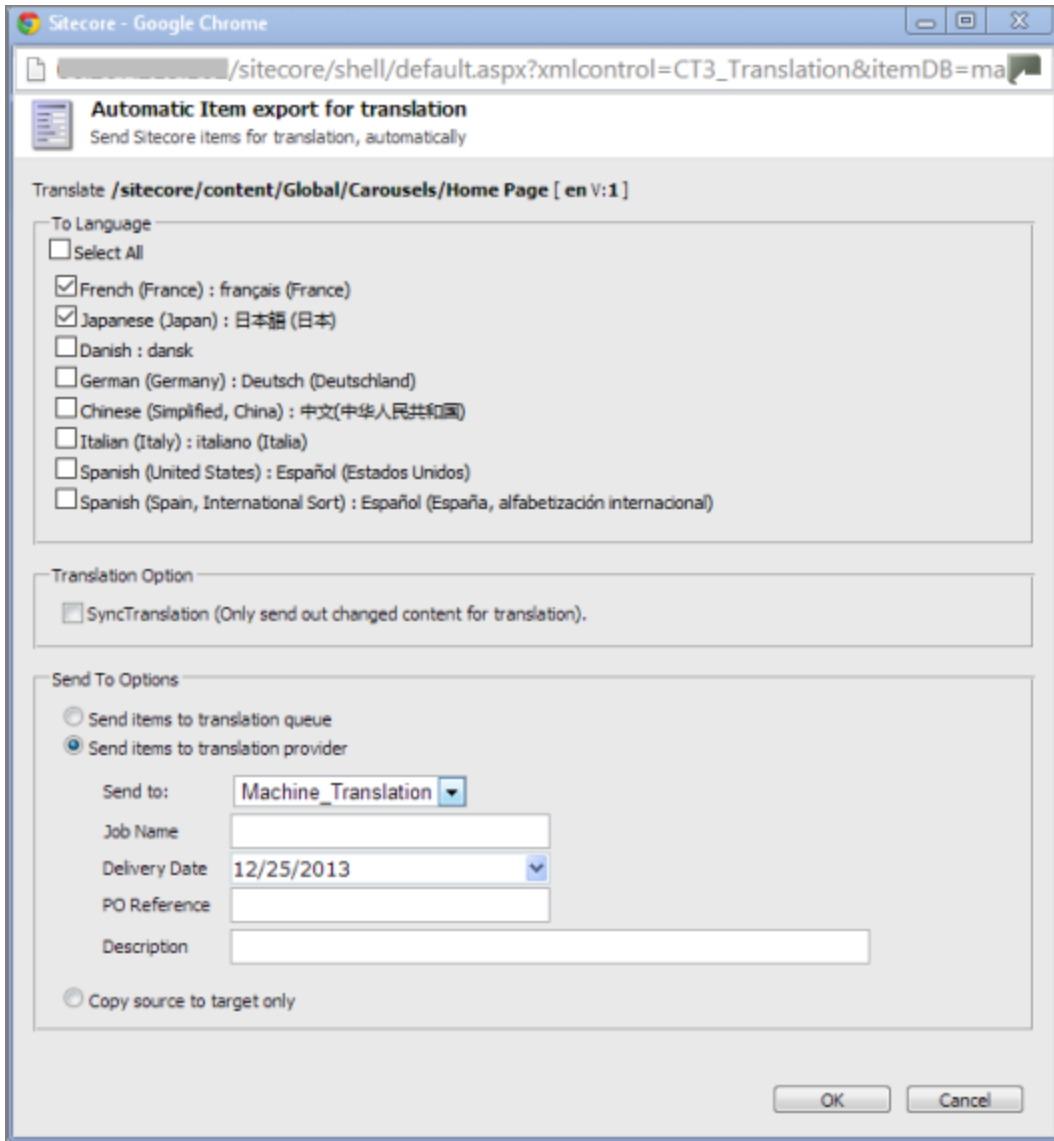 Sitecore - Google Chrome
/sitecore/shell/default.aspx?xmlcontrol=CT3_Translation&itemDB=ma
Automatic Item export for translation
Send Sitecore items for translation, automatically
Translate /sitecore/content/Global/Carousels/Home Page [ en V:1 ]
To Language
Select All
French (France) : français (France)
Japanese (Japan) : 日本語 (日本)
Danish : dansk
German (Germany) : Deutsch (Deutschland)
Chinese (Simplified, China) : 中文(中华人民共和国)
Italian (Italy) : italiano (Italia)
Spanish (United States) : Español (Estados Unidos)
Spanish (Spain, International Sort) : Español (España, alfabetización internacional)
Translation Option
SyncTranslation (Only send out changed content for translation).
Send To Options
Send items to translation queue
Send items to translation provider
Send to: Machine_Translation
Job Name
Delivery Date 12/25/2013
PO Reference
Description
Copy source to target only
OK Cancel